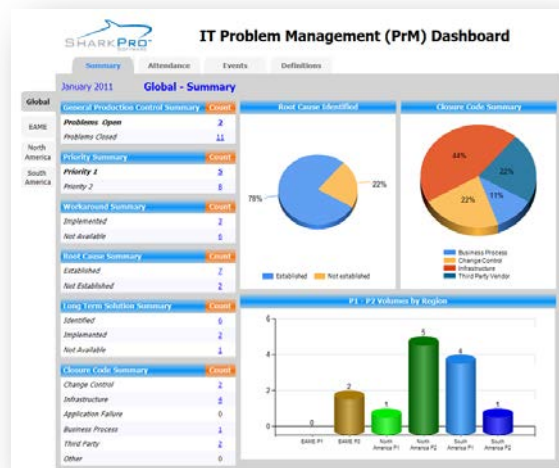 SHARKPRO
SOFTWARE
IT Problem Management (PrM) Dashboard
Summary Attendance Events Definitions
January 2011 Global - Summary
Global
EAME
North America
South America
General Production Control Summary Count
Problems Open 2
Problems Closed 11
Priority Summary Count
Priority 1 5
Priority 2 8
Workaround Summary Count
Implemented
Not Available 6
Root Cause Summary Count
Established 7
Not Established 2
Long Term Solution Summary Count
Identified 6
Implemented 2
Not Available 1
Closure Code Summary Count
Change Control 2
Infrastructure 4
Application Failure 0
Business Process 1
Third Party 2
Other 0
Root Cause Identified
78%
22%
Established Not established
Closure Code Summary
44%
22%
22%
11%
Business Process
Change Control
Infrastructure
Third Party Vendor
P1 - P2 Volumes by Region
6
4
2
0
0 2 1 5 4 1
EAME P1 EAME P2 North America P1 North America P2 South America P1 South America P2